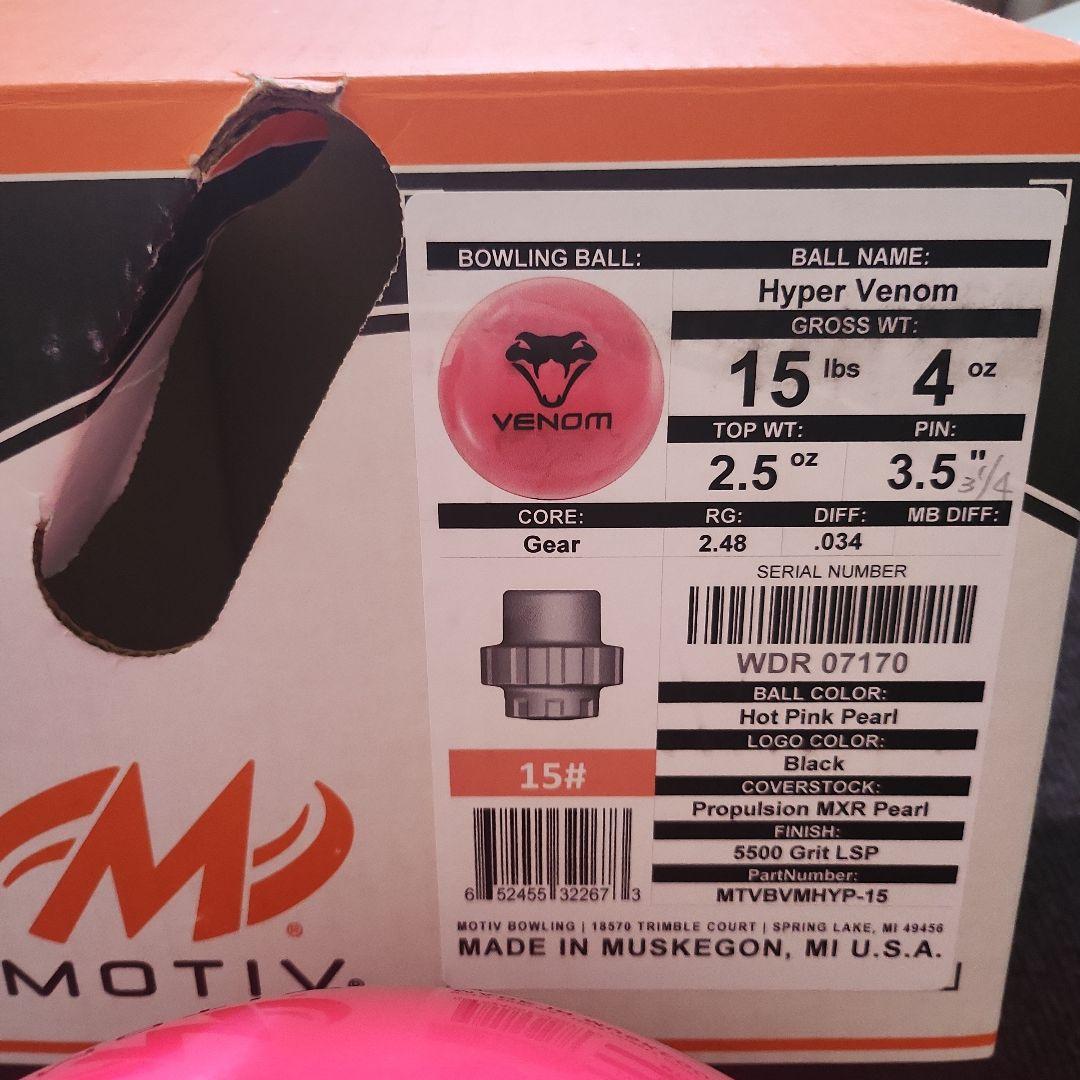 BOWLING BALL:
BALL NAME:
Hyper Venom
GROSS WT:
15 lbs 4 oz
VENOM
TOP WT: PIN:
2.5 oz 3.5" 3 1/4
CORE: RG: DIFF: MB DIFF:
Gear 2.48 .034
SERIAL NUMBER
WDR 07170
BALL COLOR:
Hot Pink Pearl
LOGO COLOR:
Black
15#
COVERSTOCK:
Propulsion MXR Pearl
FINISH:
5500 Grit LSP
PartNumber:
MTVBVMHYP-15
6 52455 32267 3
MOTIV BOWLING | 18570 TRIMBLE COURT | SPRING LAKE, MI 49456
MADE IN MUSKEGON, MI U.S.A.
M®
MOTIV®